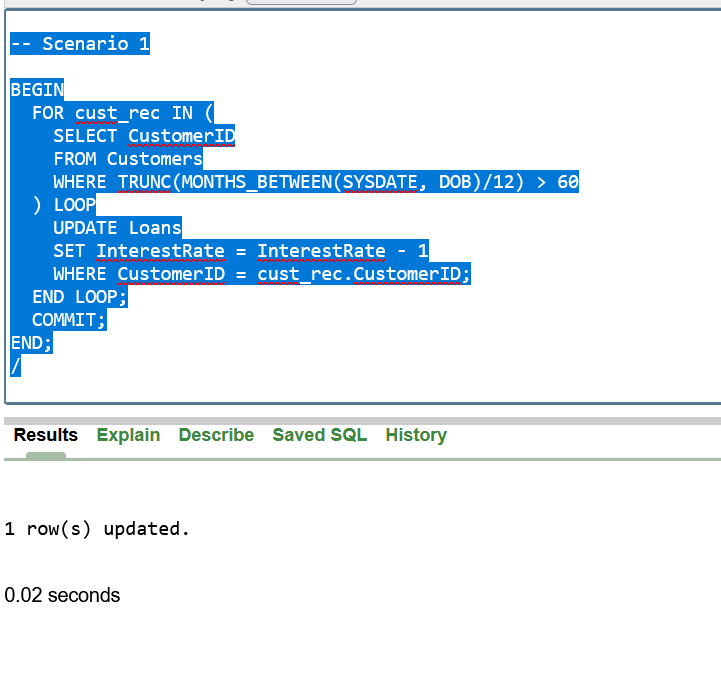 -- Scenario 1
BEGIN
FOR cust_rec IN (
SELECT CustomerID
FROM Customers
WHERE TRUNC(MONTHS_BETWEEN(SYSDATE, DOB)/12) > 60
) LOOP
UPDATE Loans
SET InterestRate = InterestRate - 1
WHERE CustomerID = cust_rec.CustomerID;
END LOOP;
COMMIT;
END;
/
Results Explain Describe Saved SQL History
1 row(s) updated.
0.02 seconds